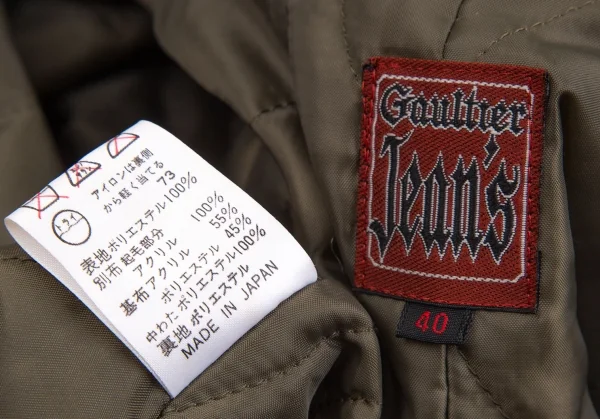 アイロンは裏側
から軽く当てる
73
ドライ
表地 ポリエステル100%
別布 起毛部分
アクリル 100%
基布 アクリル 55%
ポリエステル 45%
中わた ポリエステル100%
裏地 ポリエステル
MADE IN JAPAN
Gaultier
Jean's
40